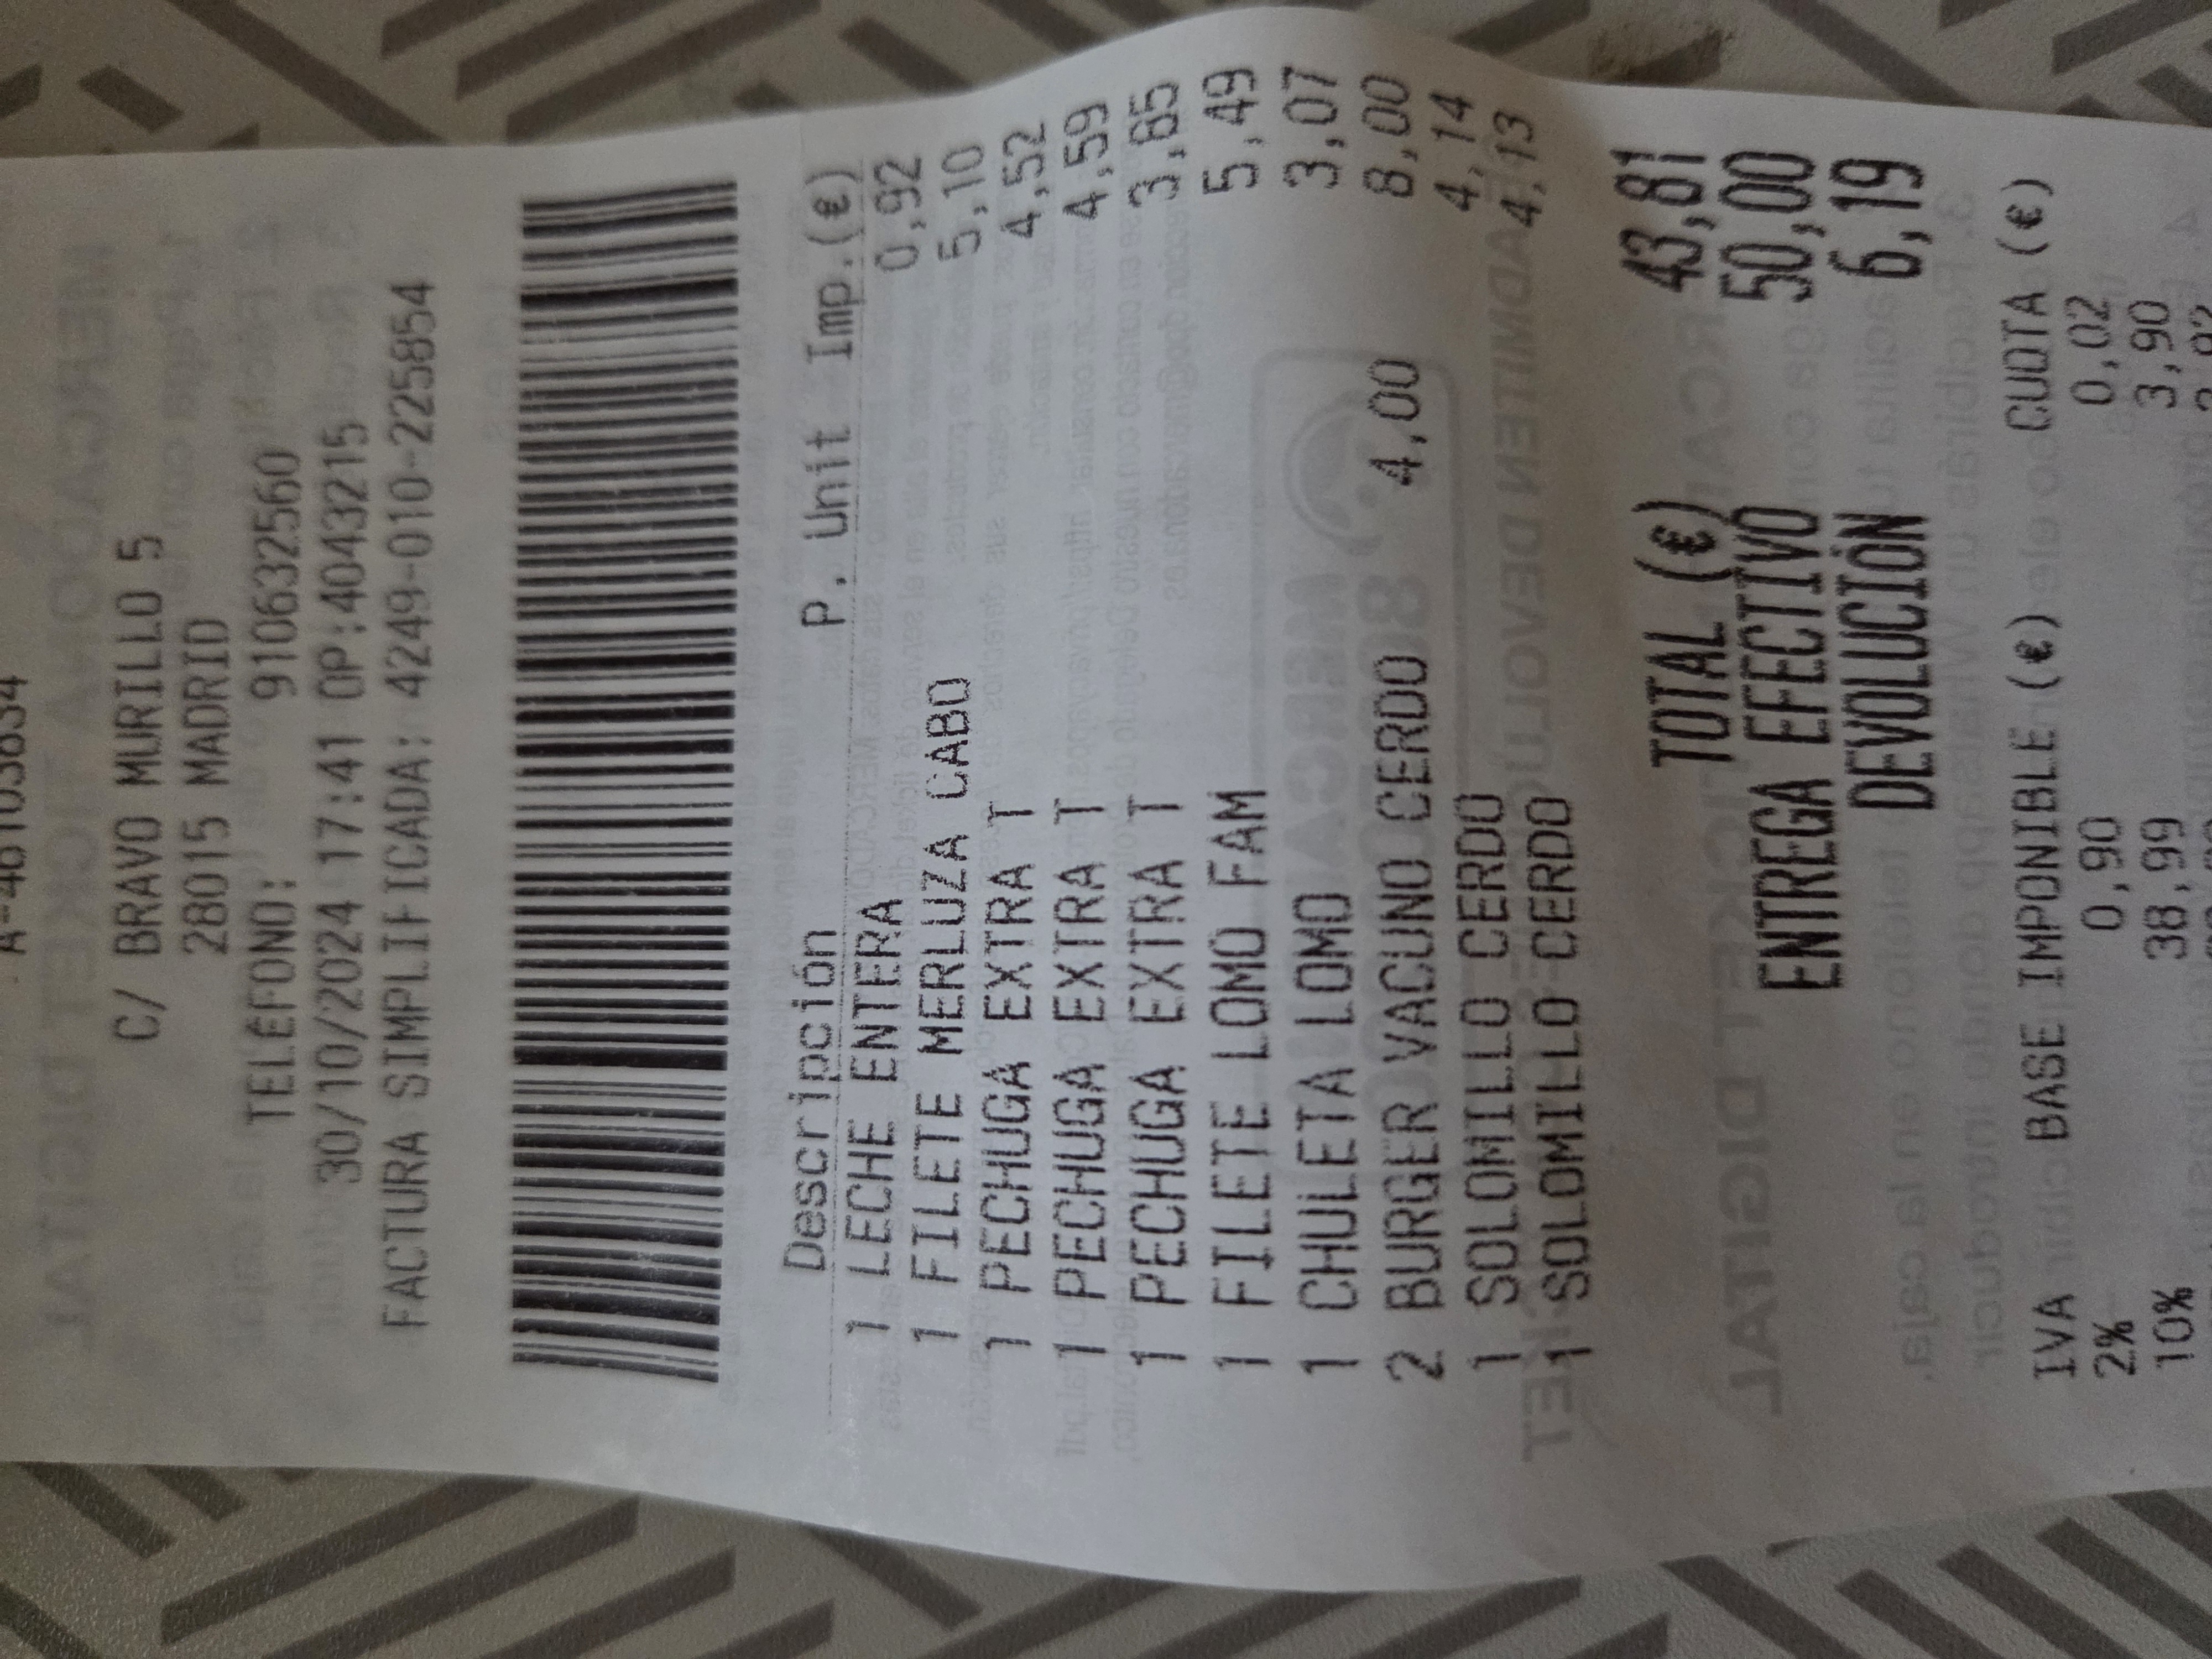 A-46103834
C/ BRAVO MURILLO 5
28015 MADRID
TELÉFONO: 910632560
30/10/2024 17:41 OP:4043215
FACTURA SIMPLIFICADA: 4249-010-225854
Descripción P. Unit Imp.(€)
1 LECHE ENTERA 0,92
1 FILETE MERLUZA CABO 5,10
1 PECHUGA EXTRA T 4,52
1 PECHUGA EXTRA T 4,59
1 PECHUGA EXTRA T 3,85
1 FILETE LOMO FAM 5,49
1 CHULETA LOMO 3,07
2 BURGER VACUNO CERDO 4,00 8,00
1 SOLOMILLO CERDO 4,14
1 SOLOMILLO CERDO 4,13
TOTAL (€) 43,81
ENTREGA EFECTIVO 50,00
DEVOLUCIÓN 6,19
IVA BASE IMPONIBLE (€) CUOTA (€)
2% 0,90 0,02
10% 38,99 3,90